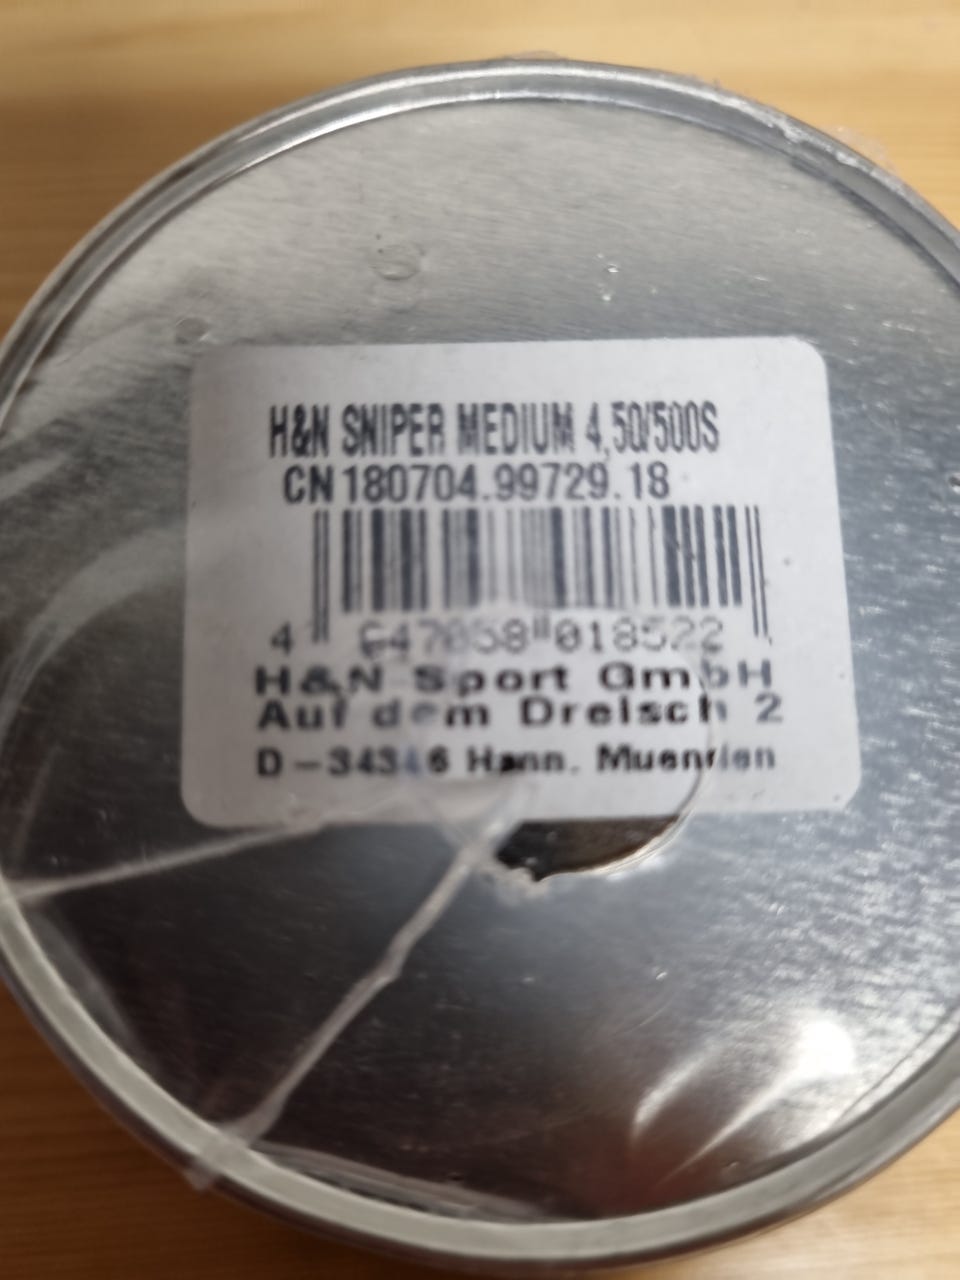 H&N SNIPER MEDIUM 4,50/500S
CN 180704.99729.18
4 047058 018522
H&N Sport GmbH
Auf dem Dreisch 2
D-34346 Hann. Muenden